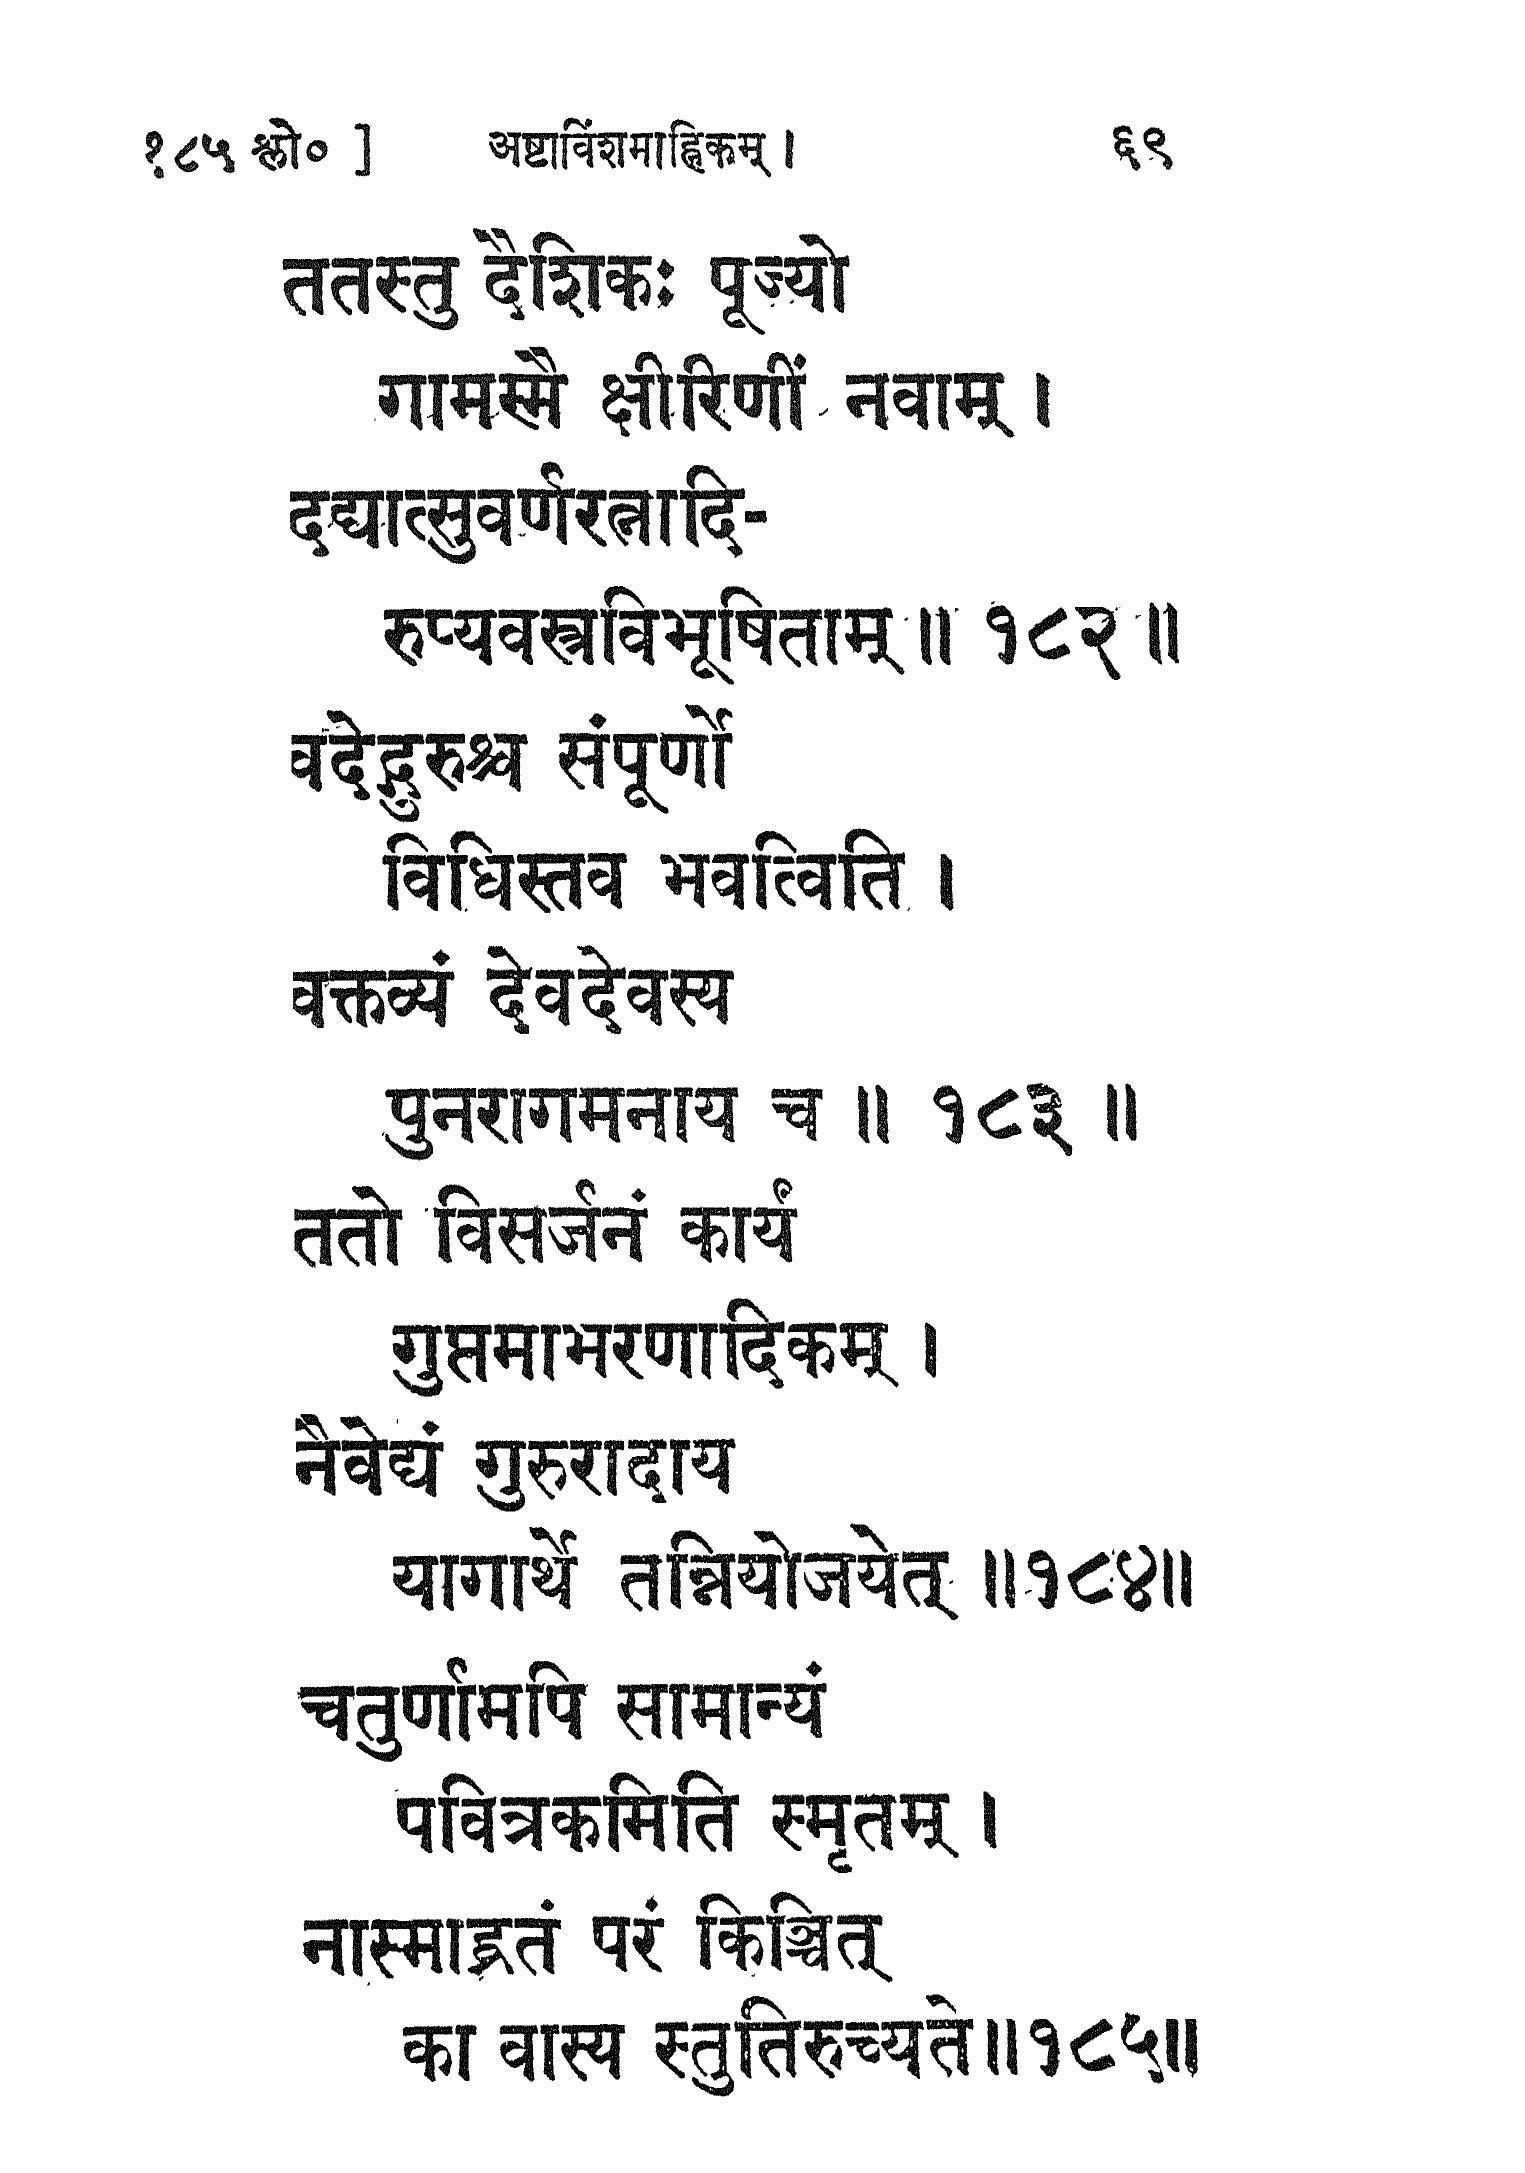 १८५ श्लो० ] अष्टाविंशमाह्निकम् । ६९
ततस्तु दैशिकः पूज्यो
गामस्मै क्षीरिणीं नवाम् ।
दद्यात्सुवर्णरत्नादि-
रुप्यवस्त्रविभूषिताम् ॥ १८२ ॥
वदेद्गुरुश्च संपूर्णो
विधिस्तव भवत्विति ।
वक्तव्यं देवदेवस्य
पुनरागमनाय च ॥ १८३ ॥
ततो विसर्जनं कार्यं
गुप्तमाभरणादिकम् ।
नैवेद्यं गुरुरादाय
यागार्थे तन्नियोजयेत् ॥१८४॥
चतुर्णामपि सामान्यं
पवित्रकमिति स्मृतम् ।
नास्माद्व्रतं परं किञ्चित्
का वास्य स्तुतिरुच्यते॥१८५॥